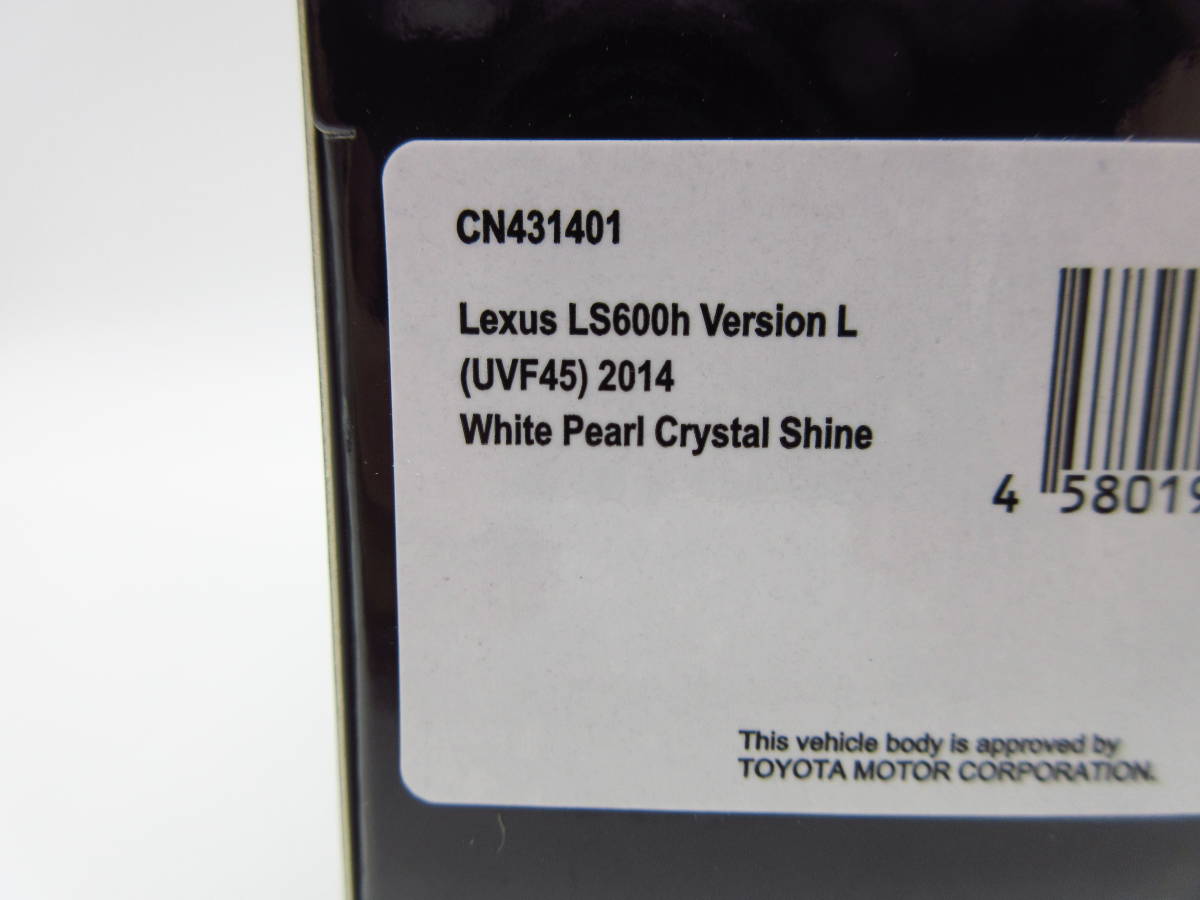 CN431401
Lexus LS600h Version L
(UVF45) 2014
White Pearl Crystal Shine
4 58019
This vehicle body is approved by
TOYOTA MOTOR CORPORATION.